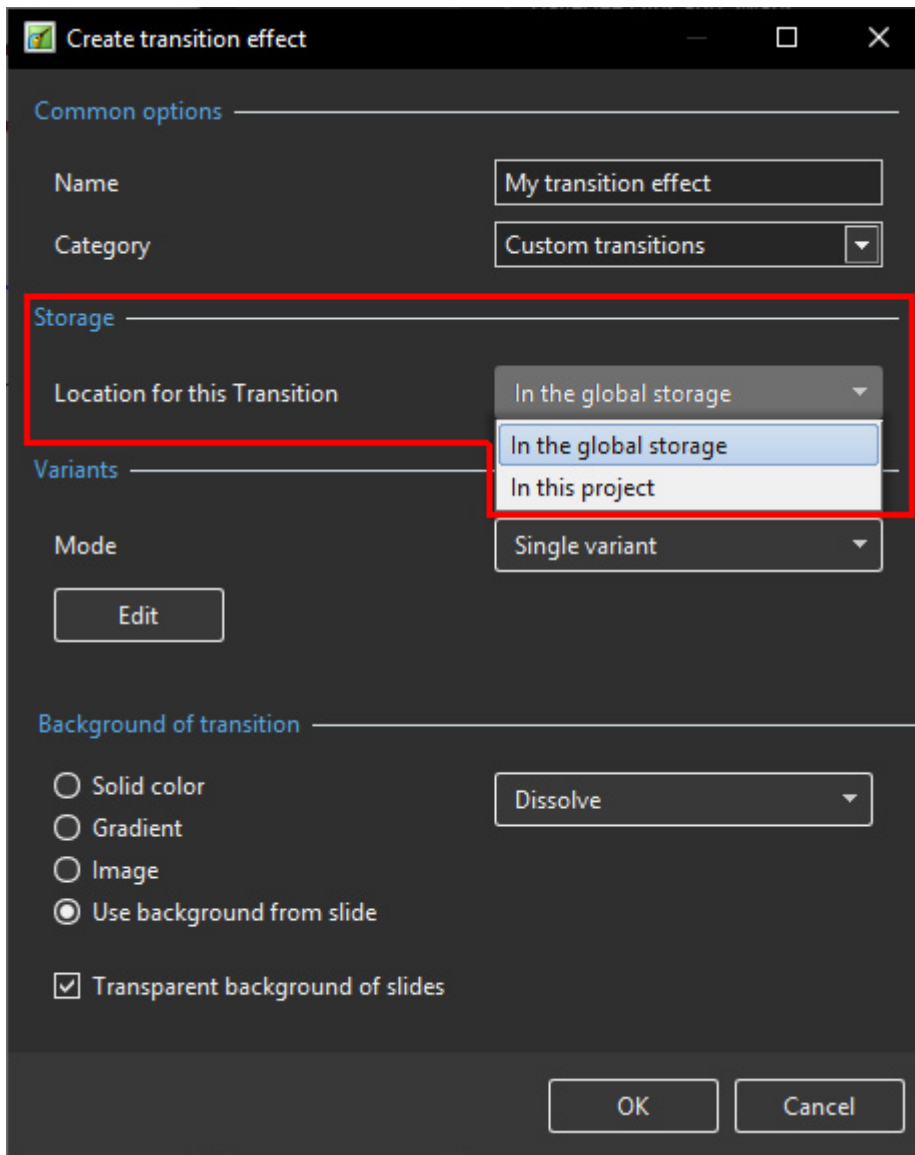 Create transition effect
Common options
Name My transition effect
Category Custom transitions
Storage
Location for this Transition In the global storage
In the global storage
Variants
In this project
Mode Single variant
Edit
Background of transition
Solid color Dissolve
Gradient
Image
Use background from slide
Transparent background of slides
OK Cancel